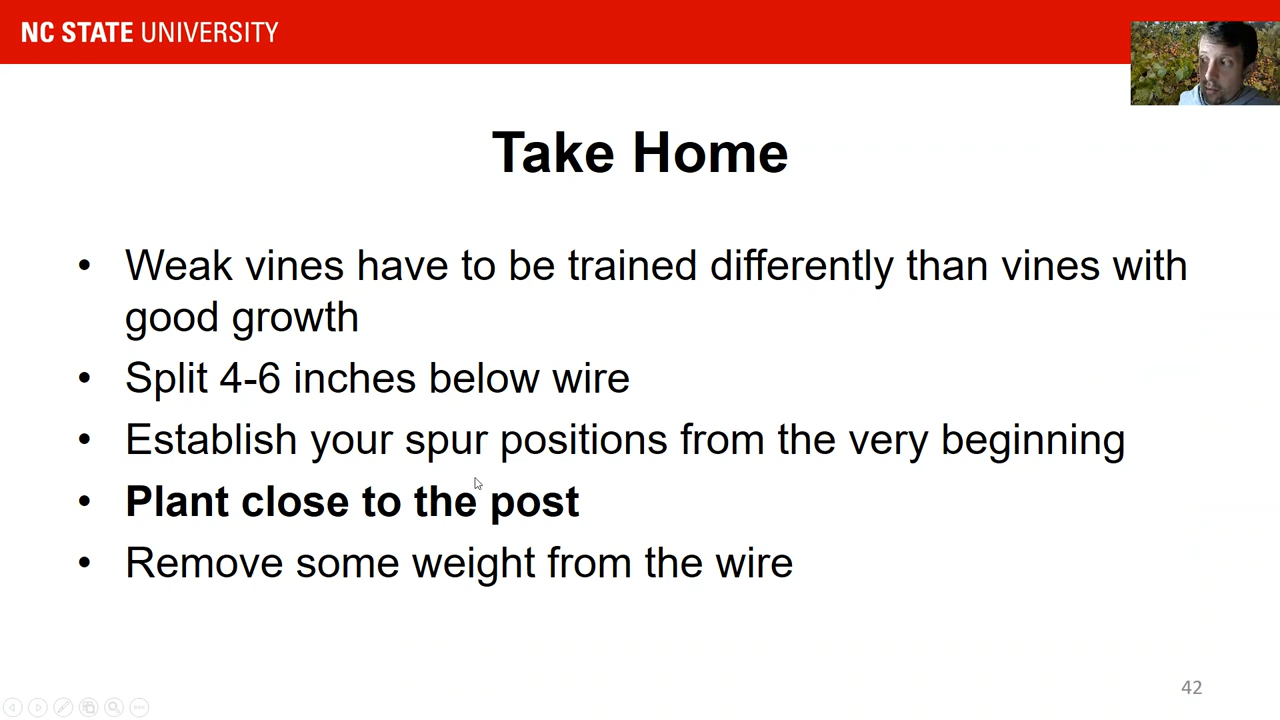 NC STATE UNIVERSITY
Take Home
• Weak vines have to be trained differently than vines with
good growth
• Split 4-6 inches below wire
• Establish your spur positions from the very beginning
• Plant close to the post
• Remove some weight from the wire
42